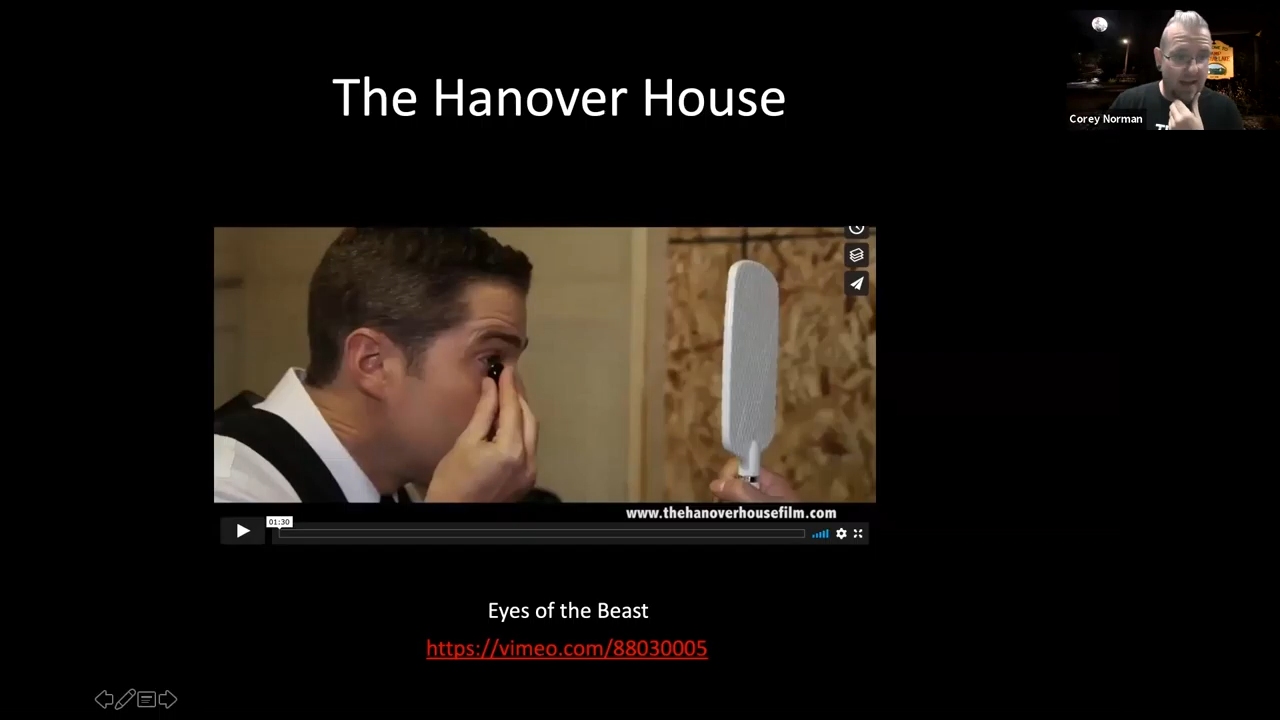 The Hanover House
Corey Norman
www.thehanoverhousefilm.com
01:30
Eyes of the Beast
https://vimeo.com/88030005